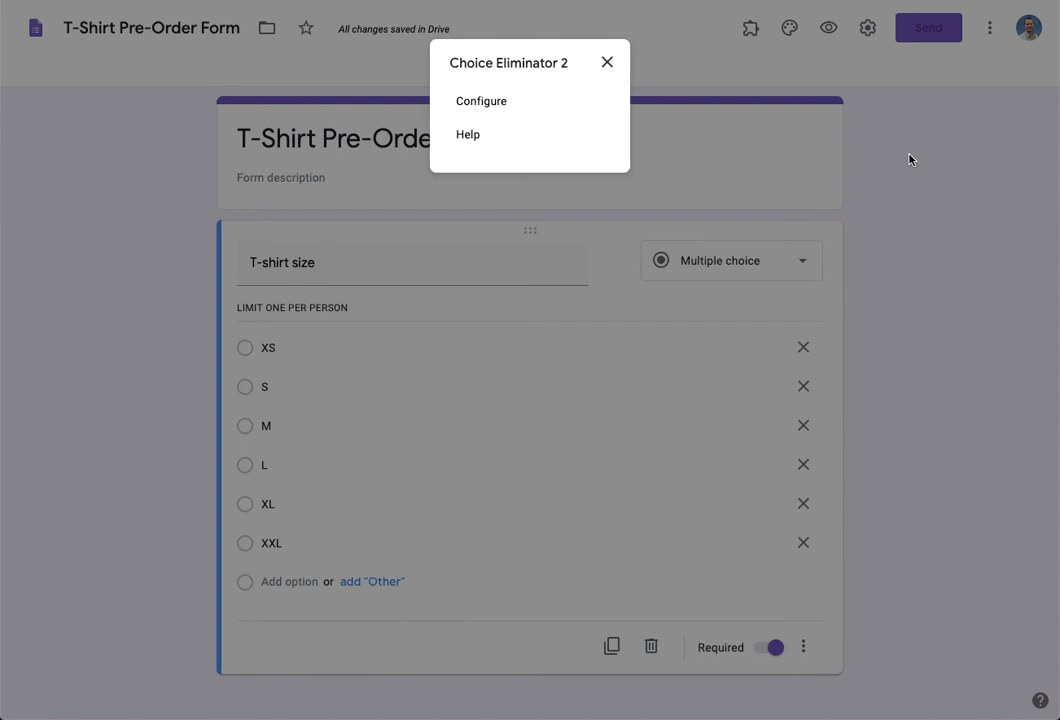 T-Shirt Pre-Order Form
All changes saved in Drive
Send
Choice Eliminator 2
Configure
Help
T-Shirt Pre-Orde
Form description
T-shirt size
Multiple choice
LIMIT ONE PER PERSON
XS
S
M
L
XL
XXL
Add option or add "Other"
Required